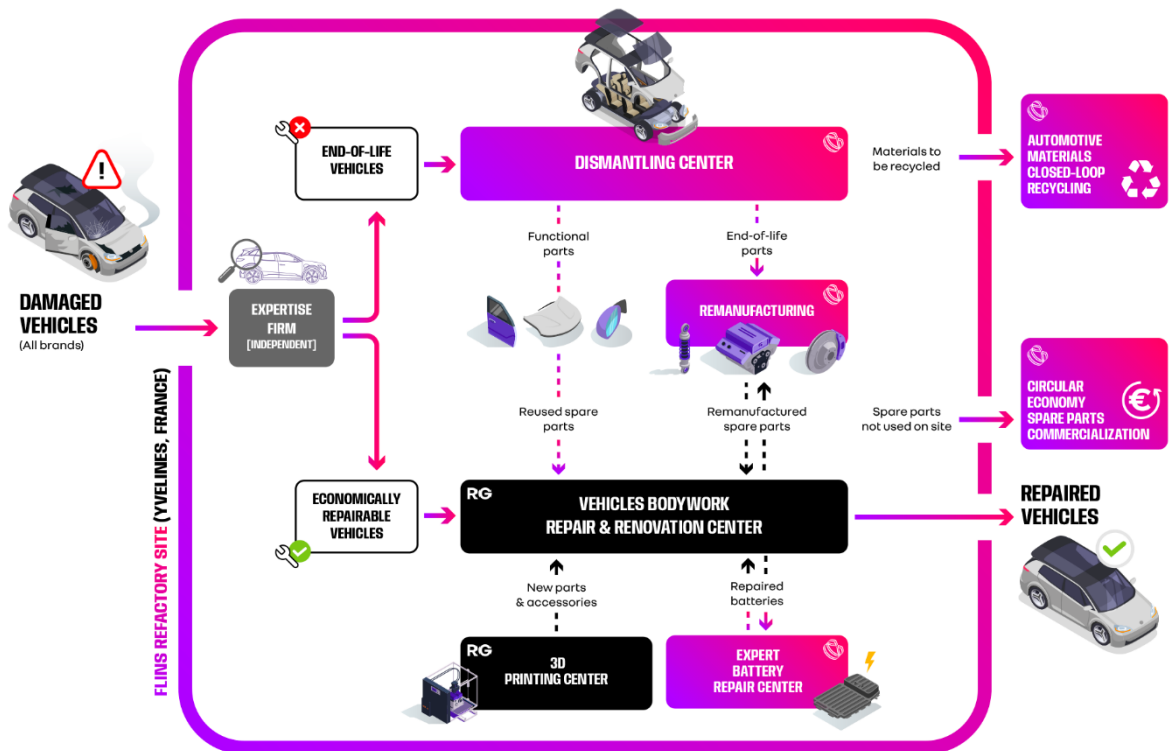 END-OF-LIFE
VEHICLES
DISMANTLING CENTER
Materials to
be recycled
AUTOMOTIVE
MATERIALS
CLOSED-LOOP
RECYCLING
!
DAMAGED
VEHICLES
(All brands)
EXPERTISE
FIRM
[INDEPENDENT]
Functional
parts
End-of-life
parts
REMANUFACTURING
Reused spare
parts
Remanufactured
spare parts
Spare parts
not used on site
CIRCULAR
ECONOMY
SPARE PARTS
COMMERCIALIZATION
€
ECONOMICALLY
REPAIRABLE
VEHICLES
RG
VEHICLES BODYWORK
REPAIR & RENOVATION CENTER
REPAIRED
VEHICLES
New parts
& accessories
Repaired
batteries
RG
3D
PRINTING CENTER
EXPERT
BATTERY
REPAIR CENTER
FLINS REFACTORY SITE (YVELINES, FRANCE)